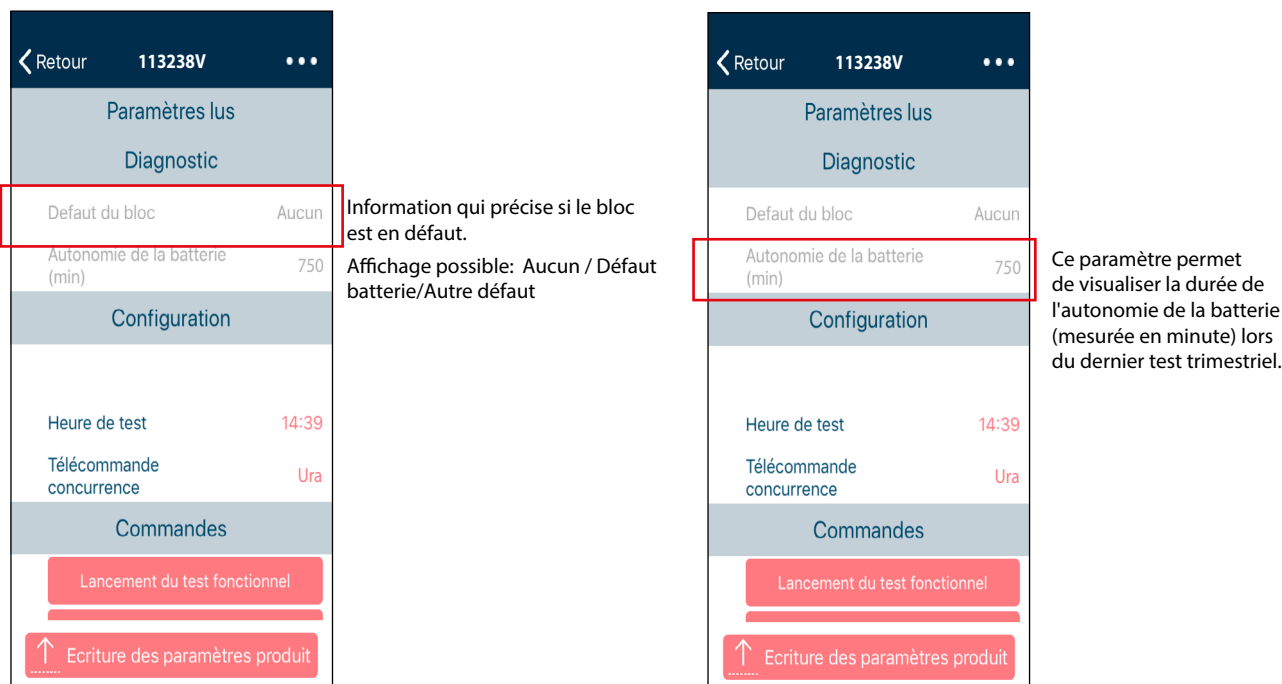 Retour 113238V •••
Paramètres lus
Diagnostic
Defaut du bloc Aucun
Autonomie de la batterie
(min) 750
Configuration
Heure de test 14:39
Télécommande
concurrence Ura
Commandes
Lancement du test fonctionnel
Ecriture des paramètres produit
Information qui précise si le bloc
est en défaut.
Affichage possible: Aucun / Défaut
batterie/Autre défaut
Retour 113238V •••
Paramètres lus
Diagnostic
Defaut du bloc Aucun
Autonomie de la batterie
(min) 750
Configuration
Heure de test 14:39
Télécommande
concurrence Ura
Commandes
Lancement du test fonctionnel
Ecriture des paramètres produit
Ce paramètre permet
de visualiser la durée de
l'autonomie de la batterie
(mesurée en minute) lors
du dernier test trimestriel.